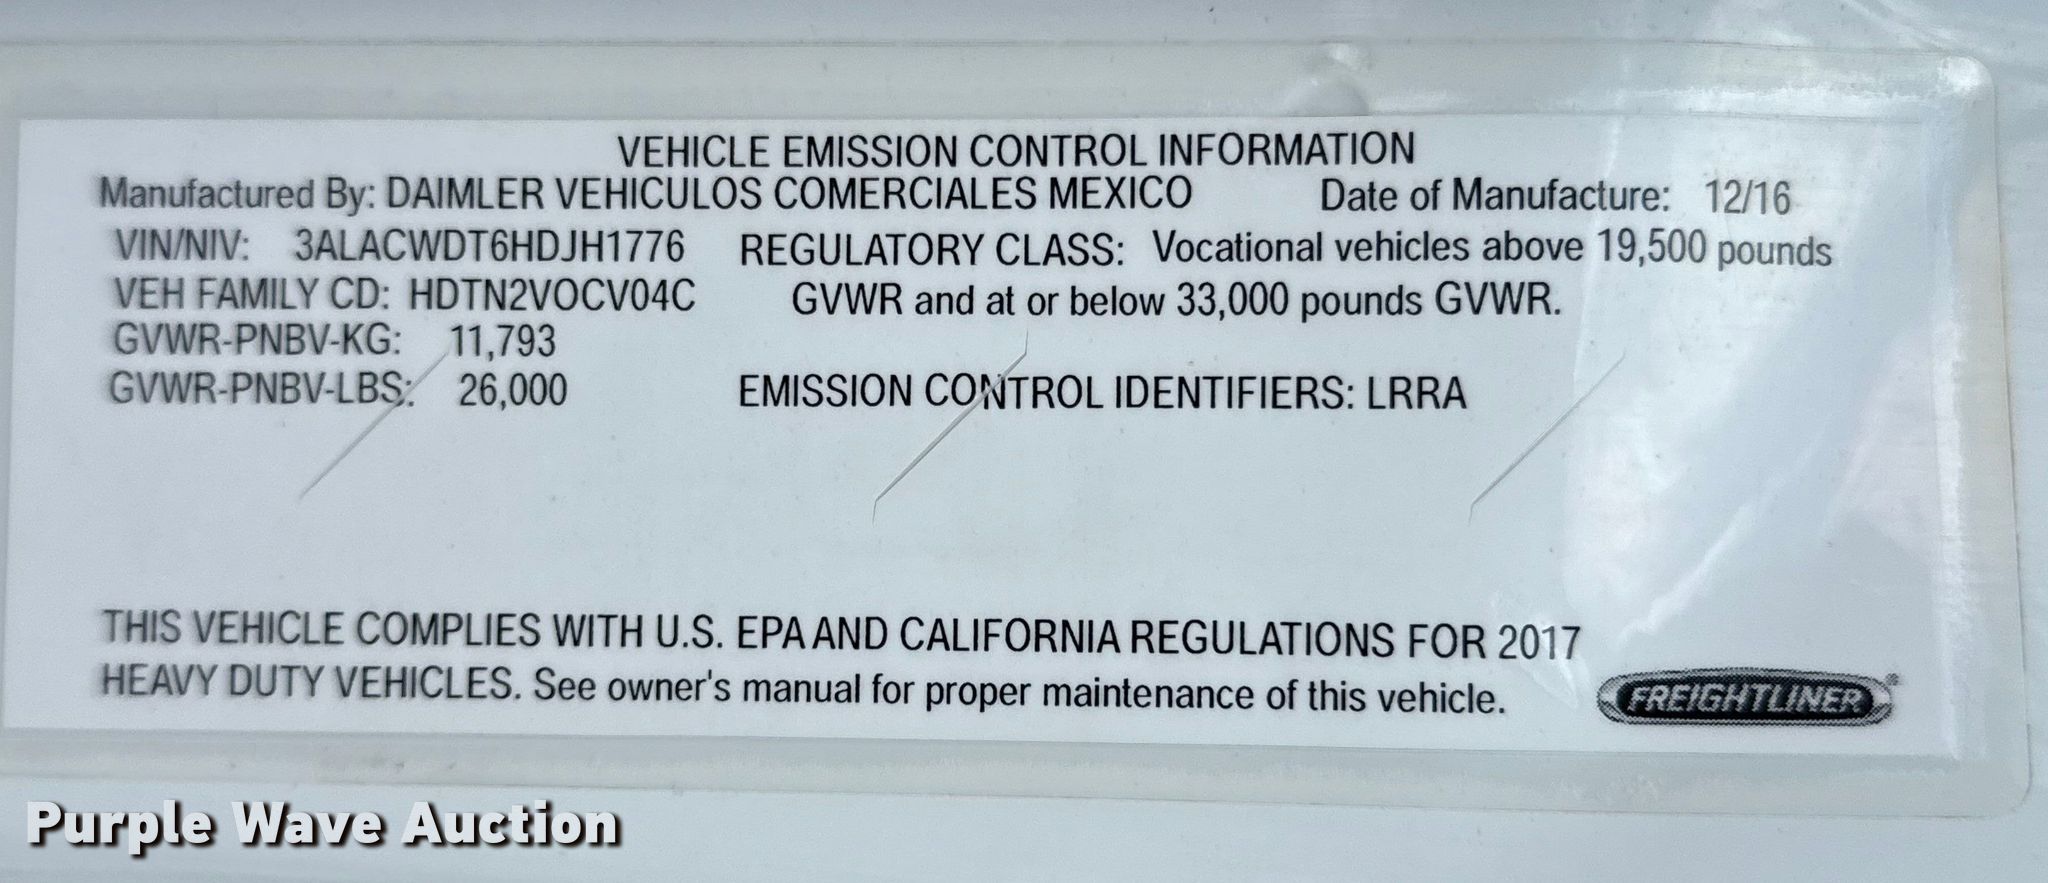 VEHICLE EMISSION CONTROL INFORMATION
Manufactured By: DAIMLER VEHICULOS COMERCIALES MEXICO Date of Manufacture: 12/16
VIN/NIV: 3ALACWDT6HDJH1776 REGULATORY CLASS: Vocational vehicles above 19,500 pounds
VEH FAMILY CD: HDTN2VOCV04C GVWR and at or below 33,000 pounds GVWR.
GVWR-PNBV-KG: 11,793
GVWR-PNBV-LBS: 26,000 EMISSION CONTROL IDENTIFIERS: LRRA
THIS VEHICLE COMPLIES WITH U.S. EPA AND CALIFORNIA REGULATIONS FOR 2017
HEAVY DUTY VEHICLES. See owner's manual for proper maintenance of this vehicle.
FREIGHTLINER®
Purple Wave Auction